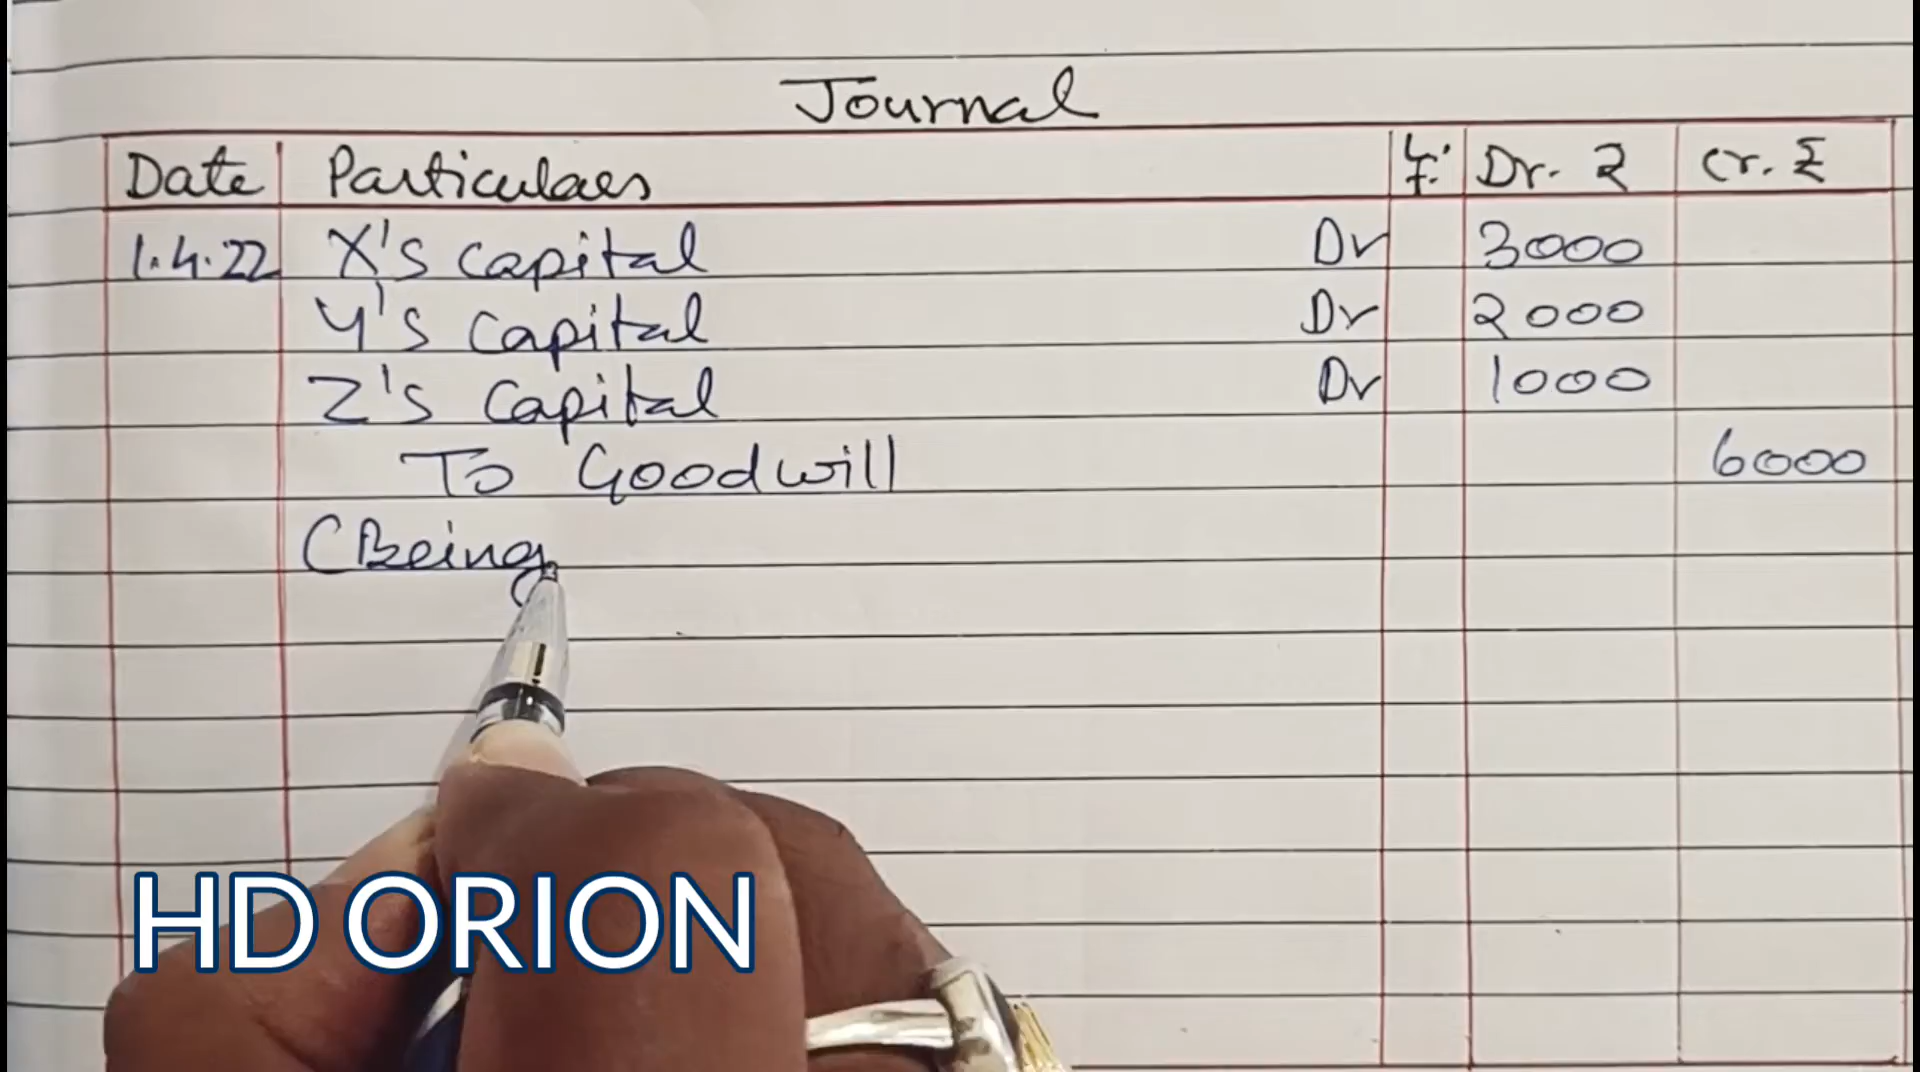 Journal
Date Particulars L.F. Dr. ₹ Cr. ₹
1.4.22 X's Capital Dr 3000
Y's Capital Dr 2000
Z's Capital Dr 1000
To Goodwill 6000
(Being
HD ORION